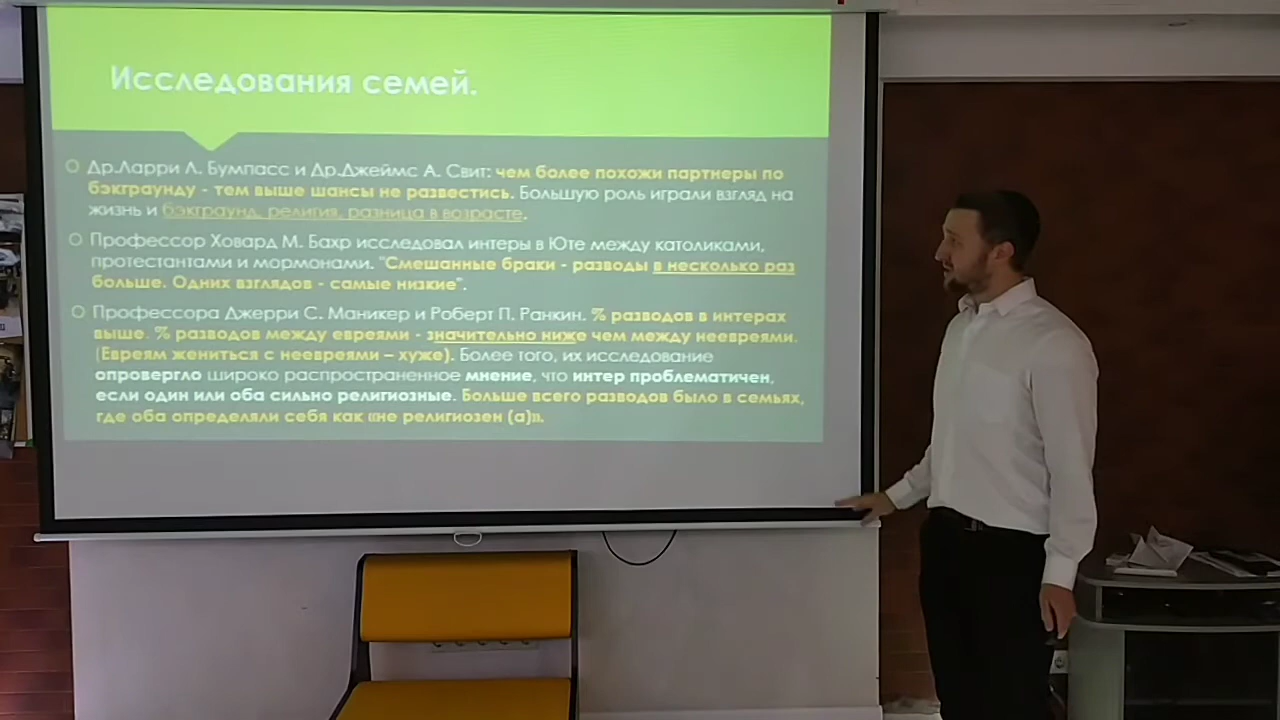 Исследования семей.
Др.Ларри Л. Бумпасс и Др.Джеймс А. Свит: чем более похожи партнеры по
бэкграунду - тем выше шансы не развестись. Большую роль играли взгляд на
жизнь и бэкграунд, религия, разница в возрасте.
Профессор Ховард М. Бахр исследовал интеры в Юте между католиками,
протестантами и мормонами. "Смешанные браки - разводы в несколько раз
больше. Одних взглядов - самые низкие".
Профессора Джерри С. Маникер и Роберт П. Ранкин. % разводов в интерах
выше. % разводов между евреями - значительно ниже чем между неевреями.
(Евреям жениться с неевреями – хуже). Более того, их исследование
опровергло широко распространенное мнение, что интер проблематичен,
если один или оба сильно религиозные. Больше всего разводов было в семьях,
где оба определяли себя как «не религиозен (а)».